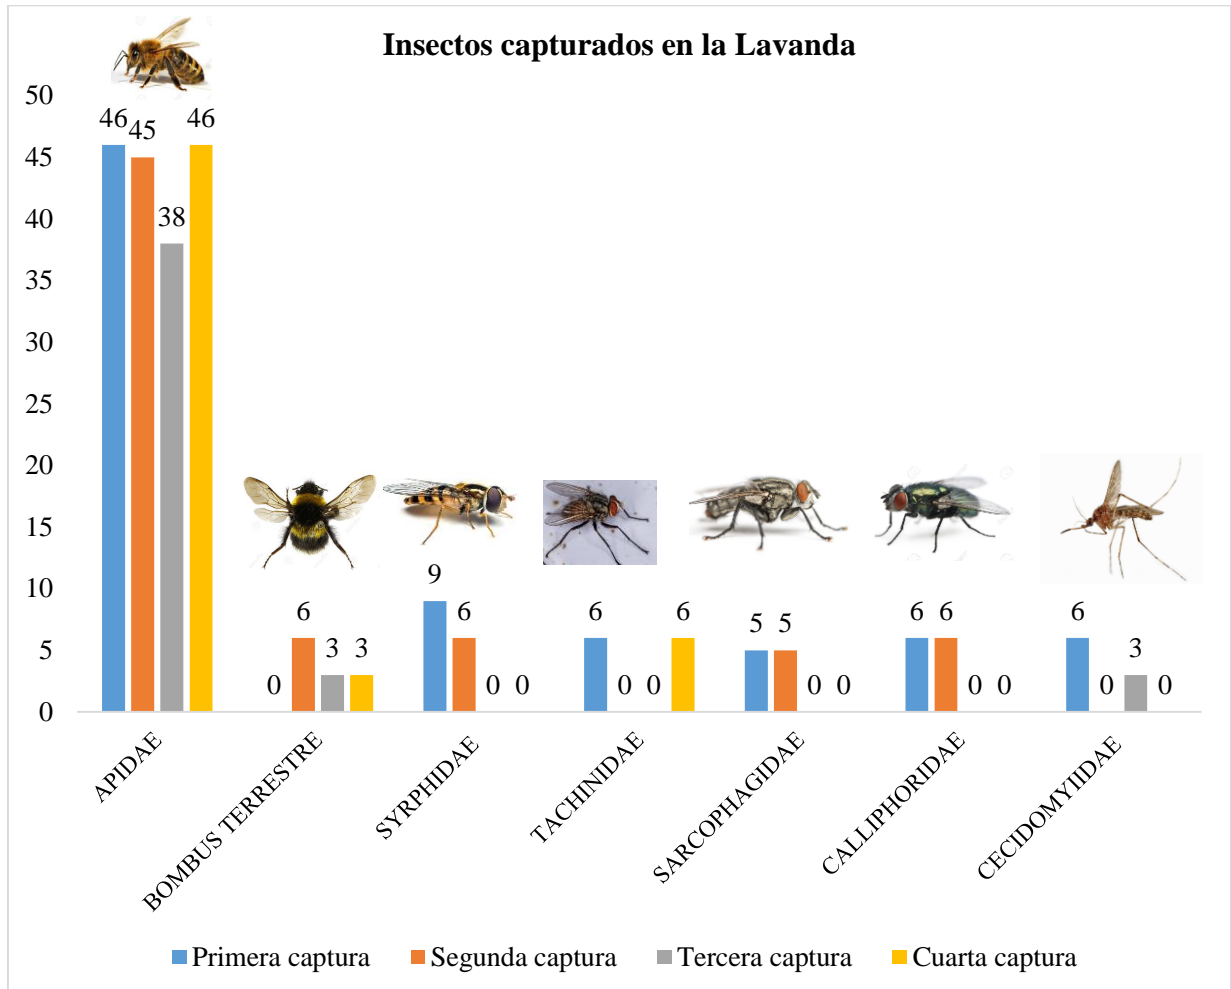 Insectos capturados en la Lavanda
50
45
40
35
30
25
20
15
10
5
0
46 45 38 46
0 6 3 3
9 6 0 0
6 0 0 6
5 5 0 0
6 6 0 0
6 0 3 0
APIDAE
BOMBUS TERRESTRE
SYRPHIDAE
TACHINIDAE
SARCOPHAGIDAE
CALLIPHORIDAE
CECIDOMYIIDAE
Primera captura Segunda captura Tercera captura Cuarta captura